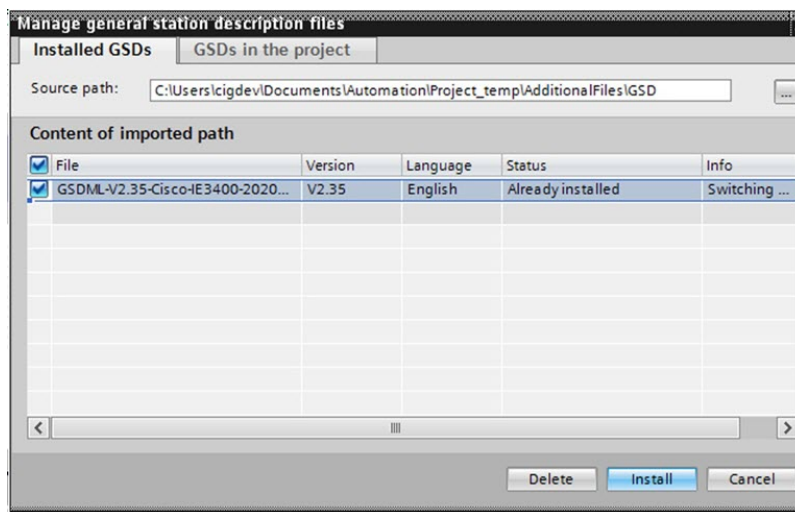 Manage general station description files
Installed GSDs GSDs in the project
Source path: C:\Users\cigdev\Documents\Automation\Project_temp\AdditionalFiles\GSD ...
Content of imported path
File Version Language Status Info
GSDML-V2.35-Cisco-IE3400-2020... V2.35 English Already installed Switching ...
Delete Install Cancel